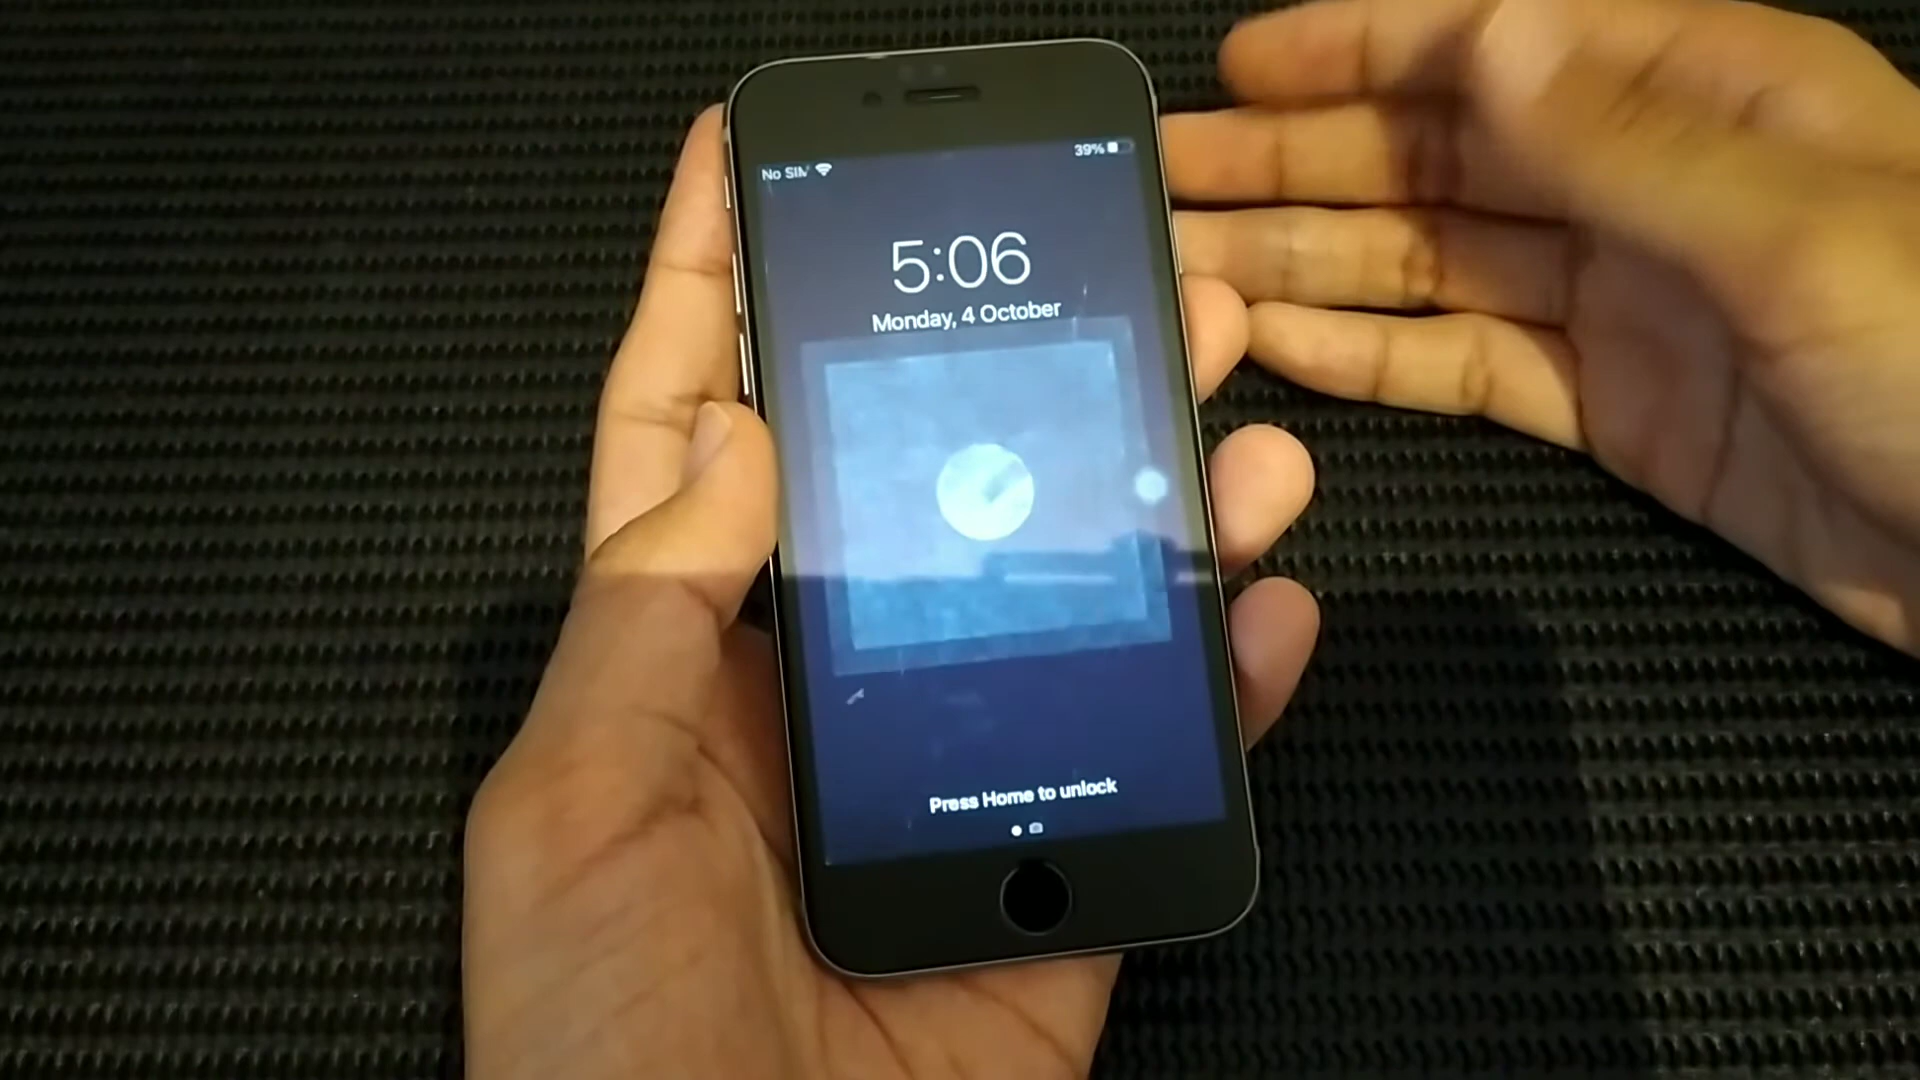 No SIM
39%
5:06
Monday, 4 October
Press Home to unlock